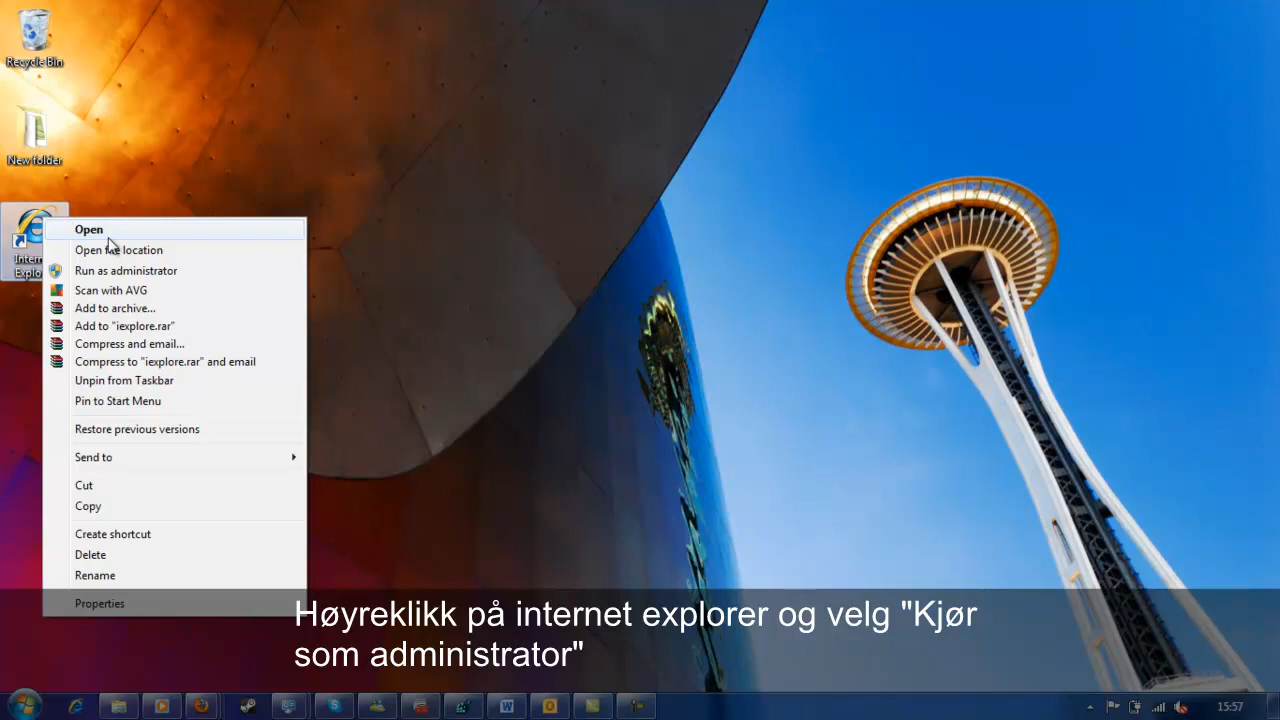 Recycle Bin
New folder
Open
Open file location
Run as administrator
Scan with AVG
Add to archive...
Add to "iexplore.rar"
Compress and email...
Compress to "iexplore.rar" and email
Unpin from Taskbar
Pin to Start Menu
Restore previous versions
Send to
Cut
Copy
Create shortcut
Delete
Rename
Properties
Høyreklikk på internet explorer og velg "Kjør
som administrator"
15:57